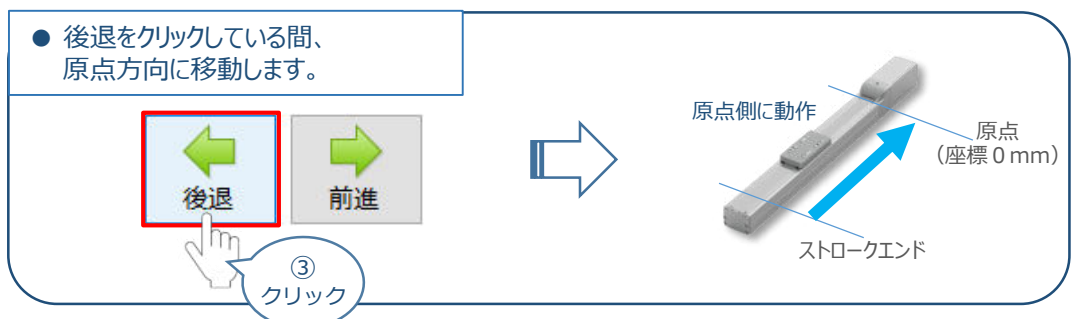 ● 後退をクリックしている間、
原点方向に移動します。
後退
前進
③
クリック
原点側に動作
原点
（座標０mm）
ストロークエンド